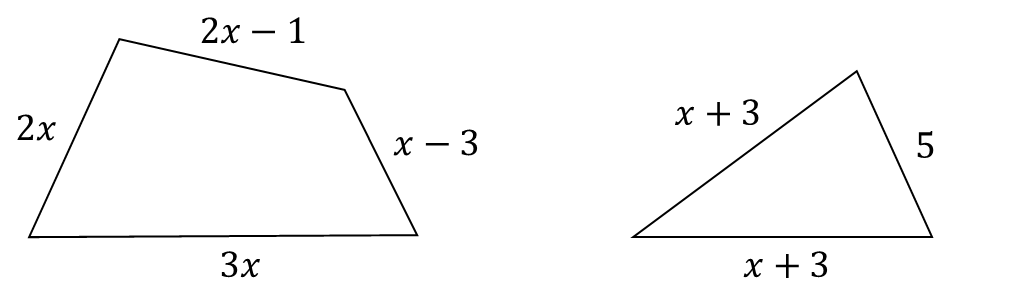 2x − 1
2x
x − 3
3x
x + 3
5
x + 3